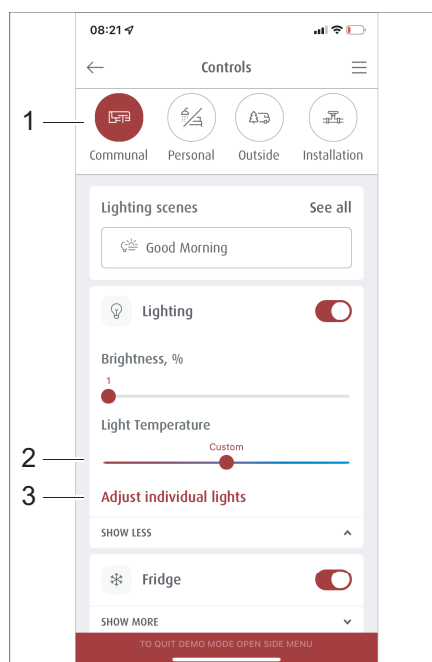 08:21
Controls
1
Communal Personal Outside Installation
Lighting scenes See all
Good Morning
Lighting
Brightness, %
1
Light Temperature
Custom
2
3 Adjust individual lights
SHOW LESS
Fridge
SHOW MORE
TO QUIT DEMO MODE OPEN SIDE MENU